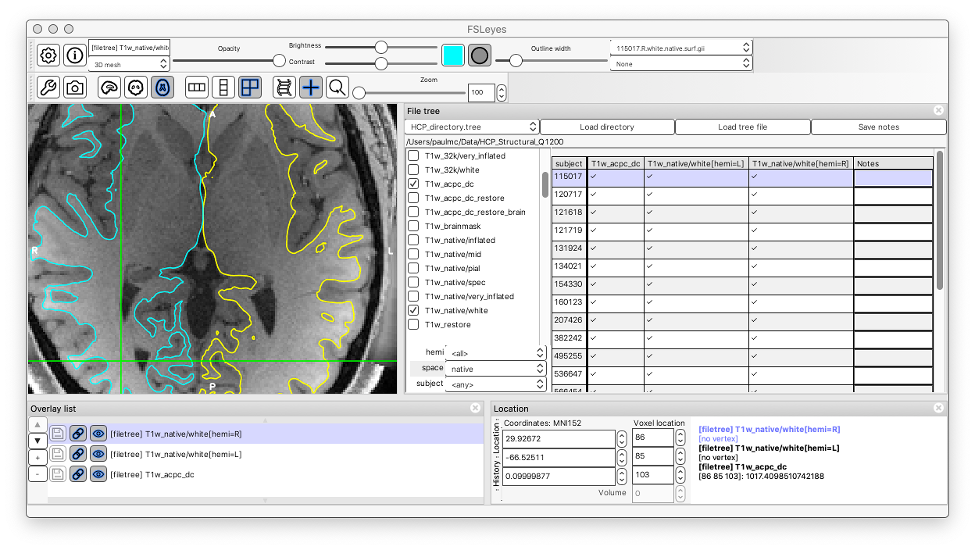 FSLeyes
[filetree] T1w_native/whit
3D mesh
Opacity
Brightness
Contrast
Outline width
115017.R.white.native.surf.gii
None
Zoom
100
A
R
L
P
File tree
HCP_directory.tree
Load directory
Load tree file
Save notes
/Users/paulmc/Data/HCP_Structural_Q1200
T1w_32k/very_inflated
T1w_32k/white
T1w_acpc_dc
T1w_acpc_dc_restore
T1w_acpc_dc_restore_brain
T1w_brainmask
T1w_native/inflated
T1w_native/mid
T1w_native/pial
T1w_native/spec
T1w_native/very_inflated
T1w_native/white
T1w_restore
hemi <all>
space native
subject <any>
subject T1w_acpc_dc T1w_native/white[hemi=L] T1w_native/white[hemi=R] Notes
115017 ✓ ✓ ✓
120717 ✓ ✓ ✓
121618 ✓ ✓ ✓
121719 ✓ ✓ ✓
131924 ✓ ✓ ✓
134021 ✓ ✓ ✓
154330 ✓ ✓ ✓
160123 ✓ ✓ ✓
207426 ✓ ✓ ✓
382242 ✓ ✓ ✓
495255 ✓ ✓ ✓
536647 ✓ ✓ ✓
Overlay list
[filetree] T1w_native/white[hemi=R]
[filetree] T1w_native/white[hemi=L]
[filetree] T1w_acpc_dc
Location
History
Location
Coordinates: MNI152
Voxel location
29.92672
86
-66.52511
85
0.09999877
103
Volume
0
[filetree] T1w_native/white[hemi=R]
[no vertex]
[filetree] T1w_native/white[hemi=L]
[no vertex]
[filetree] T1w_acpc_dc
[86 85 103]: 1017.4098510742188